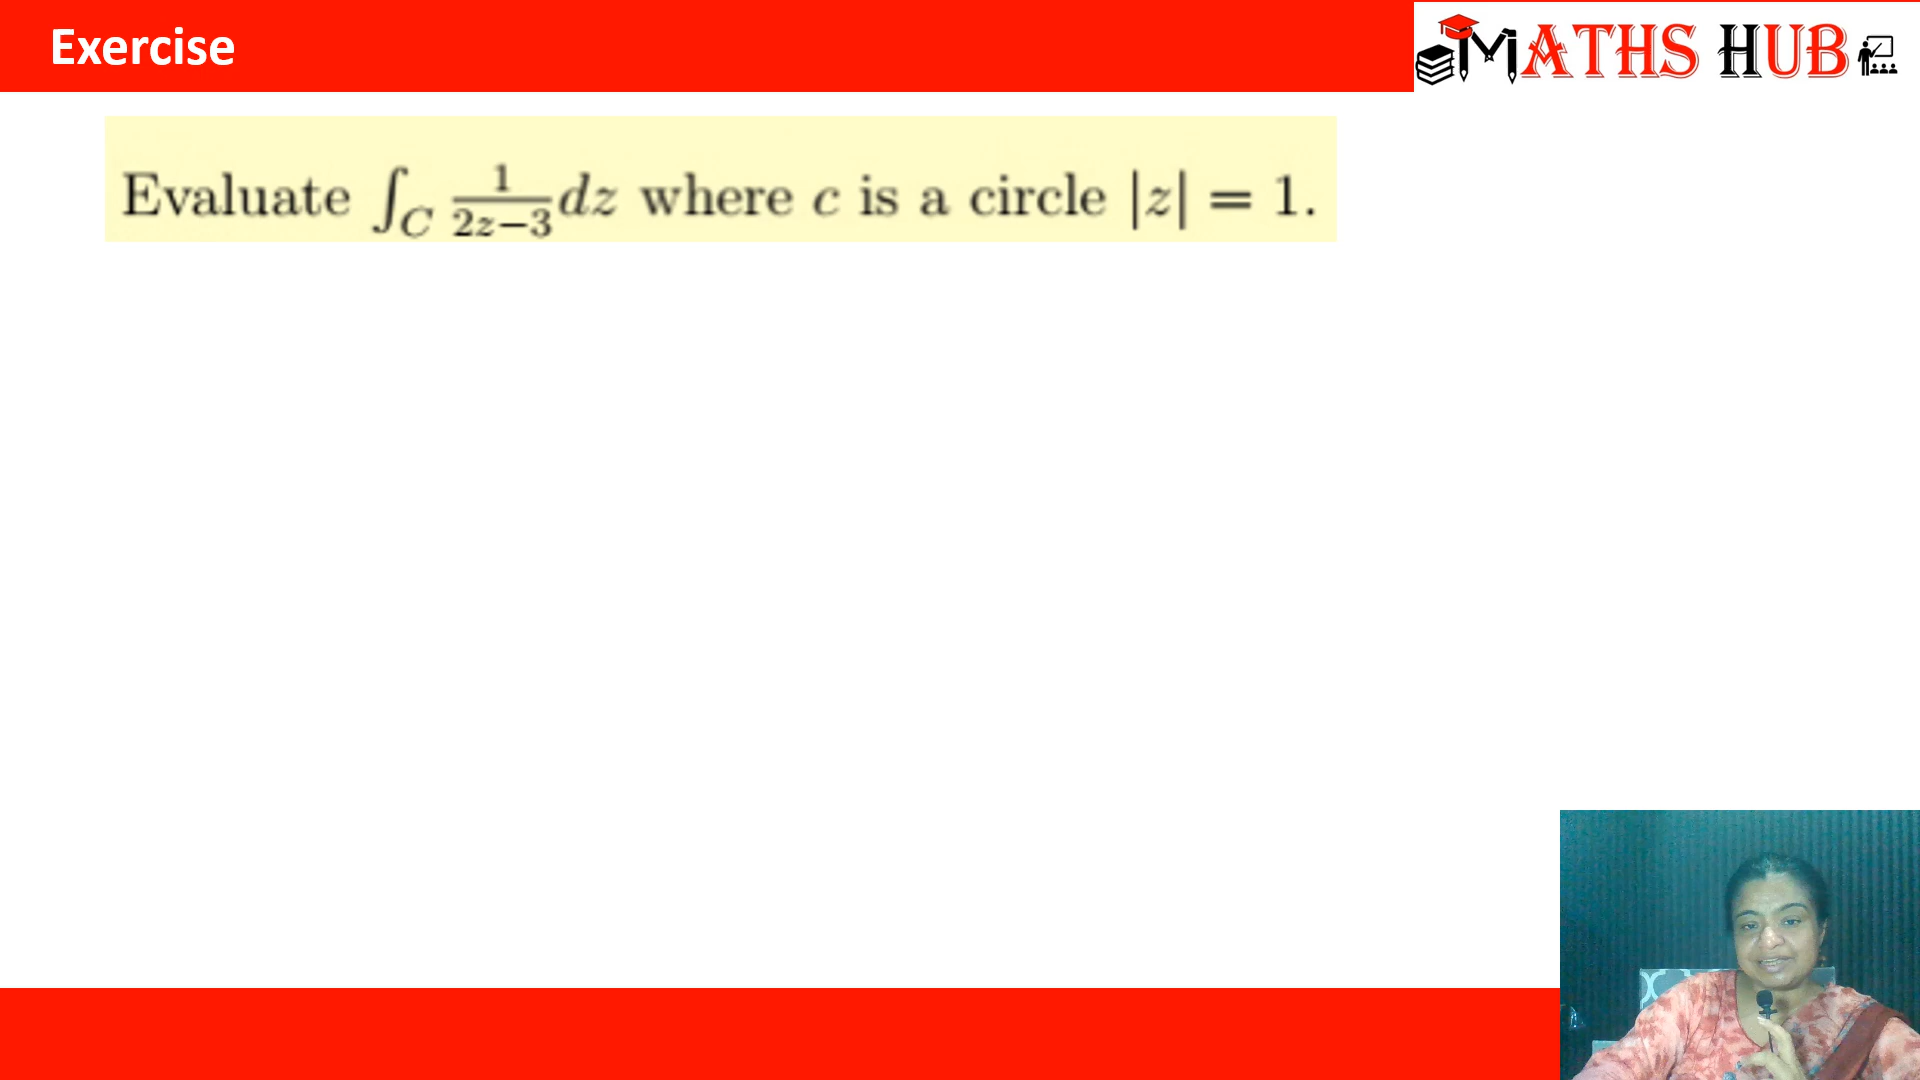 Exercise
MATHS HUB
Evaluate ∫_C 1/(2z−3) dz where c is a circle |z| = 1.